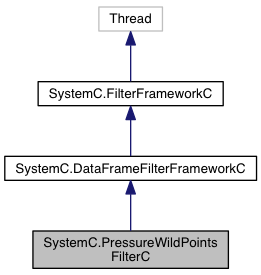 Thread
SystemC.FilterFrameworkC
SystemC.DataFrameFilterFrameworkC
SystemC.PressureWildPoints
FilterC